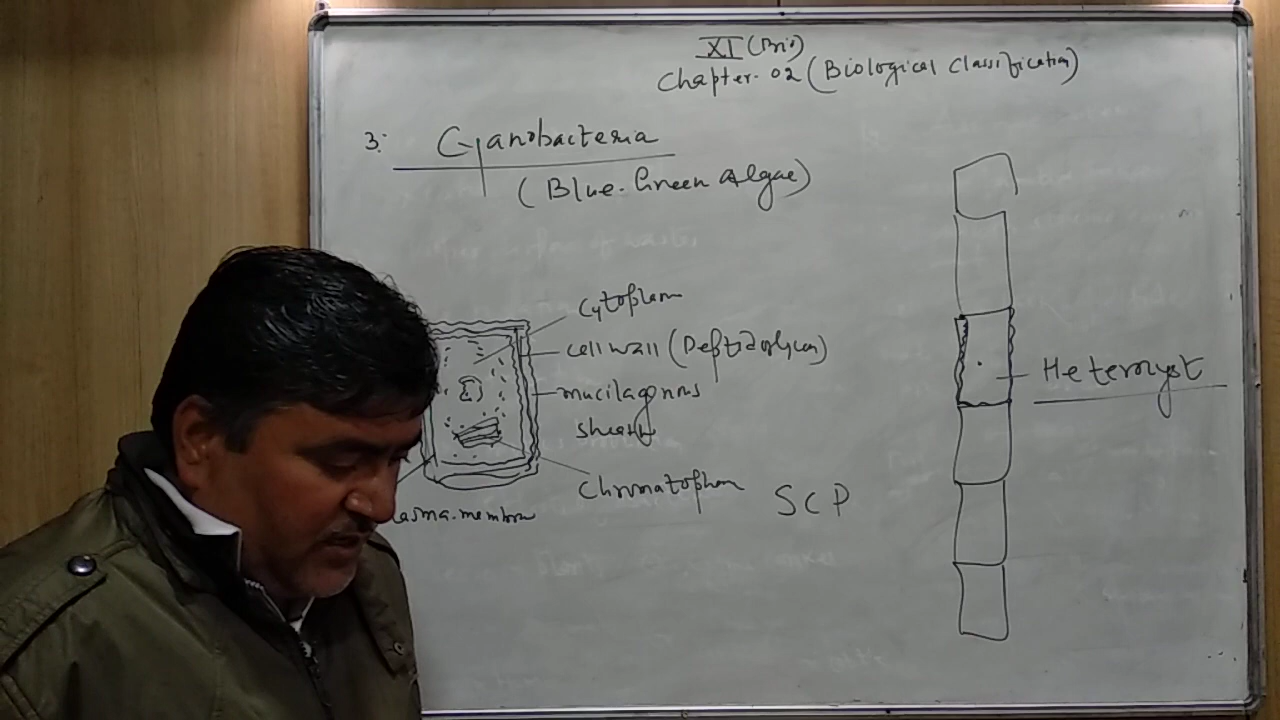 XI (Bio)
Chapter-02 (Biological Classification)
3: Cyanobacteria
(Blue-Green Algae)
Cytoplasm
cell wall (Peptidoglycan)
mucilagonus
sheath
Chromatophore
lasma-membrane
SCP
Heterocyst